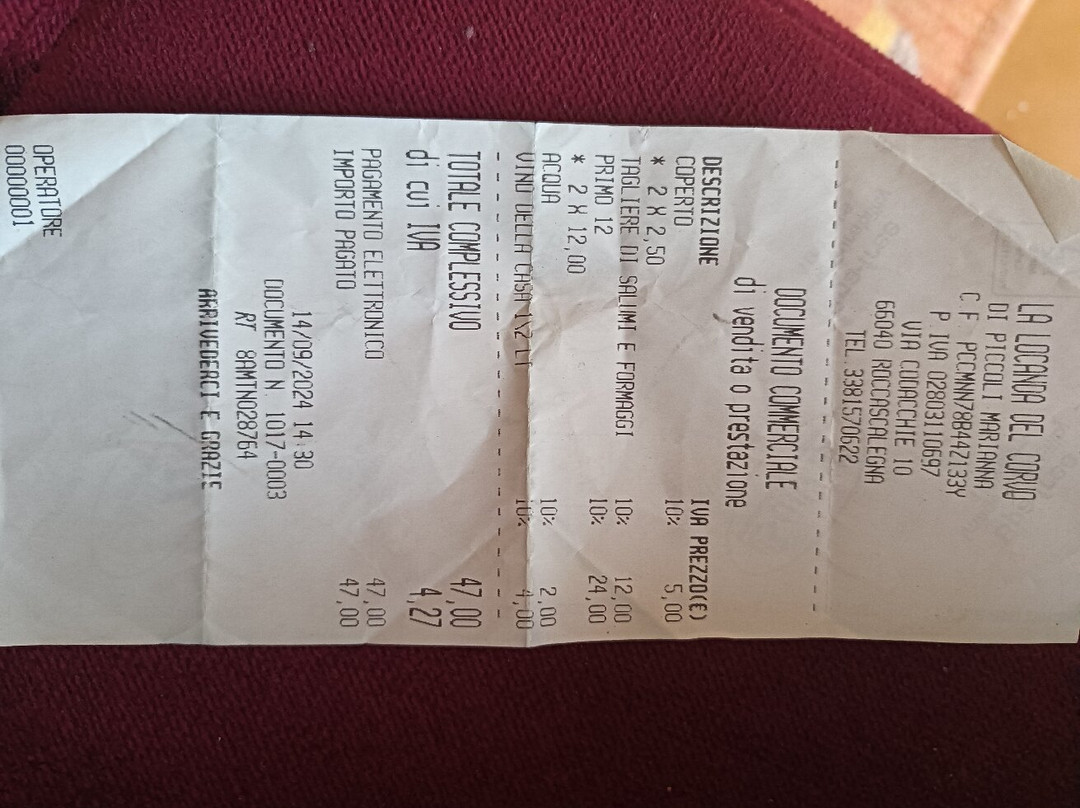 LA LOCANDA DEL CORVO
DI PICCOLI MARIANNA
C.F. PCCMNN78B44Z133Y
P.IVA 02803110697
VIA CUOACCHIE 10
66040 ROCCASCALEGNA
TEL.3381570622
DOCUMENTO COMMERCIALE
di vendita o prestazione
DESCRIZIONE IVA PREZZO(€)
COPERTO 10% 5,00
* 2 X 2,50
TAGLIERE DI SALUMI E FORMAGGI 10% 12,00
PRIMO 12 10% 24,00
* 2 X 12,00
ACQUA 10% 2,00
VINO DELLA CASA 1\2 LT 10% 4,00
TOTALE COMPLESSIVO 47,00
di cui IVA 4,27
PAGAMENTO ELETTRONICO 47,00
IMPORTO PAGATO 47,00
14/09/2024 14:30
DOCUMENTO N. 1017-0003
RT 8AMTN028764
ARRIVEDERCI E GRAZIE
OPERATORE
00000001